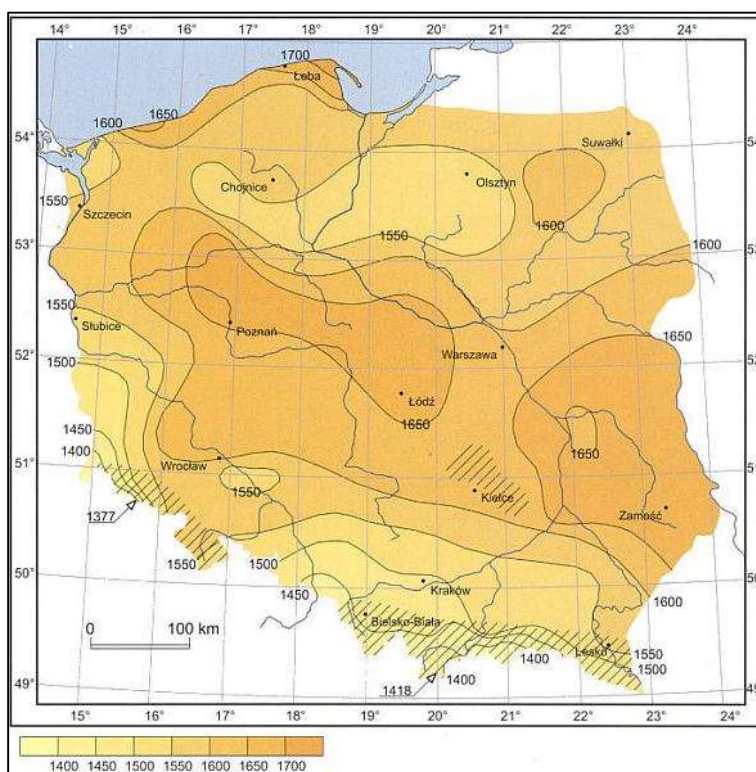 14° 15° 16° 17° 18° 19° 20° 21° 22° 23° 24°
1700
Łeba
1650
1600
54°
Suwałki
Chojnice
Olsztyn
1550
Szczecin
1600
1550
53°
1600
1550
Słubice
Poznań
1650
52°
Warszawa
1500
Łódź
1650
1450
1400
51°
Wrocław
1650
1550
Kielce
1377
Zamość
1550
1500
50°
1450
Kraków
1600
0 100 km
Bielsko-Biała
Lesko
1550
1400
1500
49°
1418
1400
15° 16° 17° 18° 19° 20° 21° 22° 23° 24°
1400 1450 1500 1550 1600 1650 1700